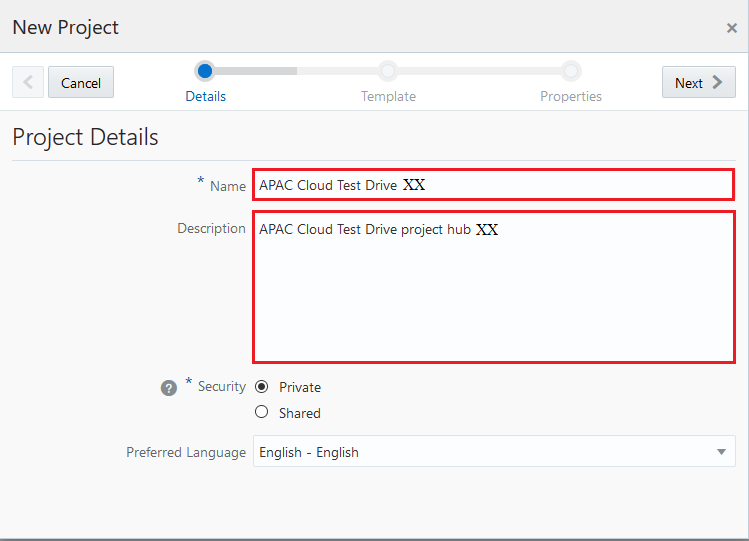 New Project
×
Cancel
Next
Details
Template
Properties
Project Details
* Name
APAC Cloud Test Drive XX
Description
APAC Cloud Test Drive project hub XX
? * Security
Private
Shared
Preferred Language
English - English